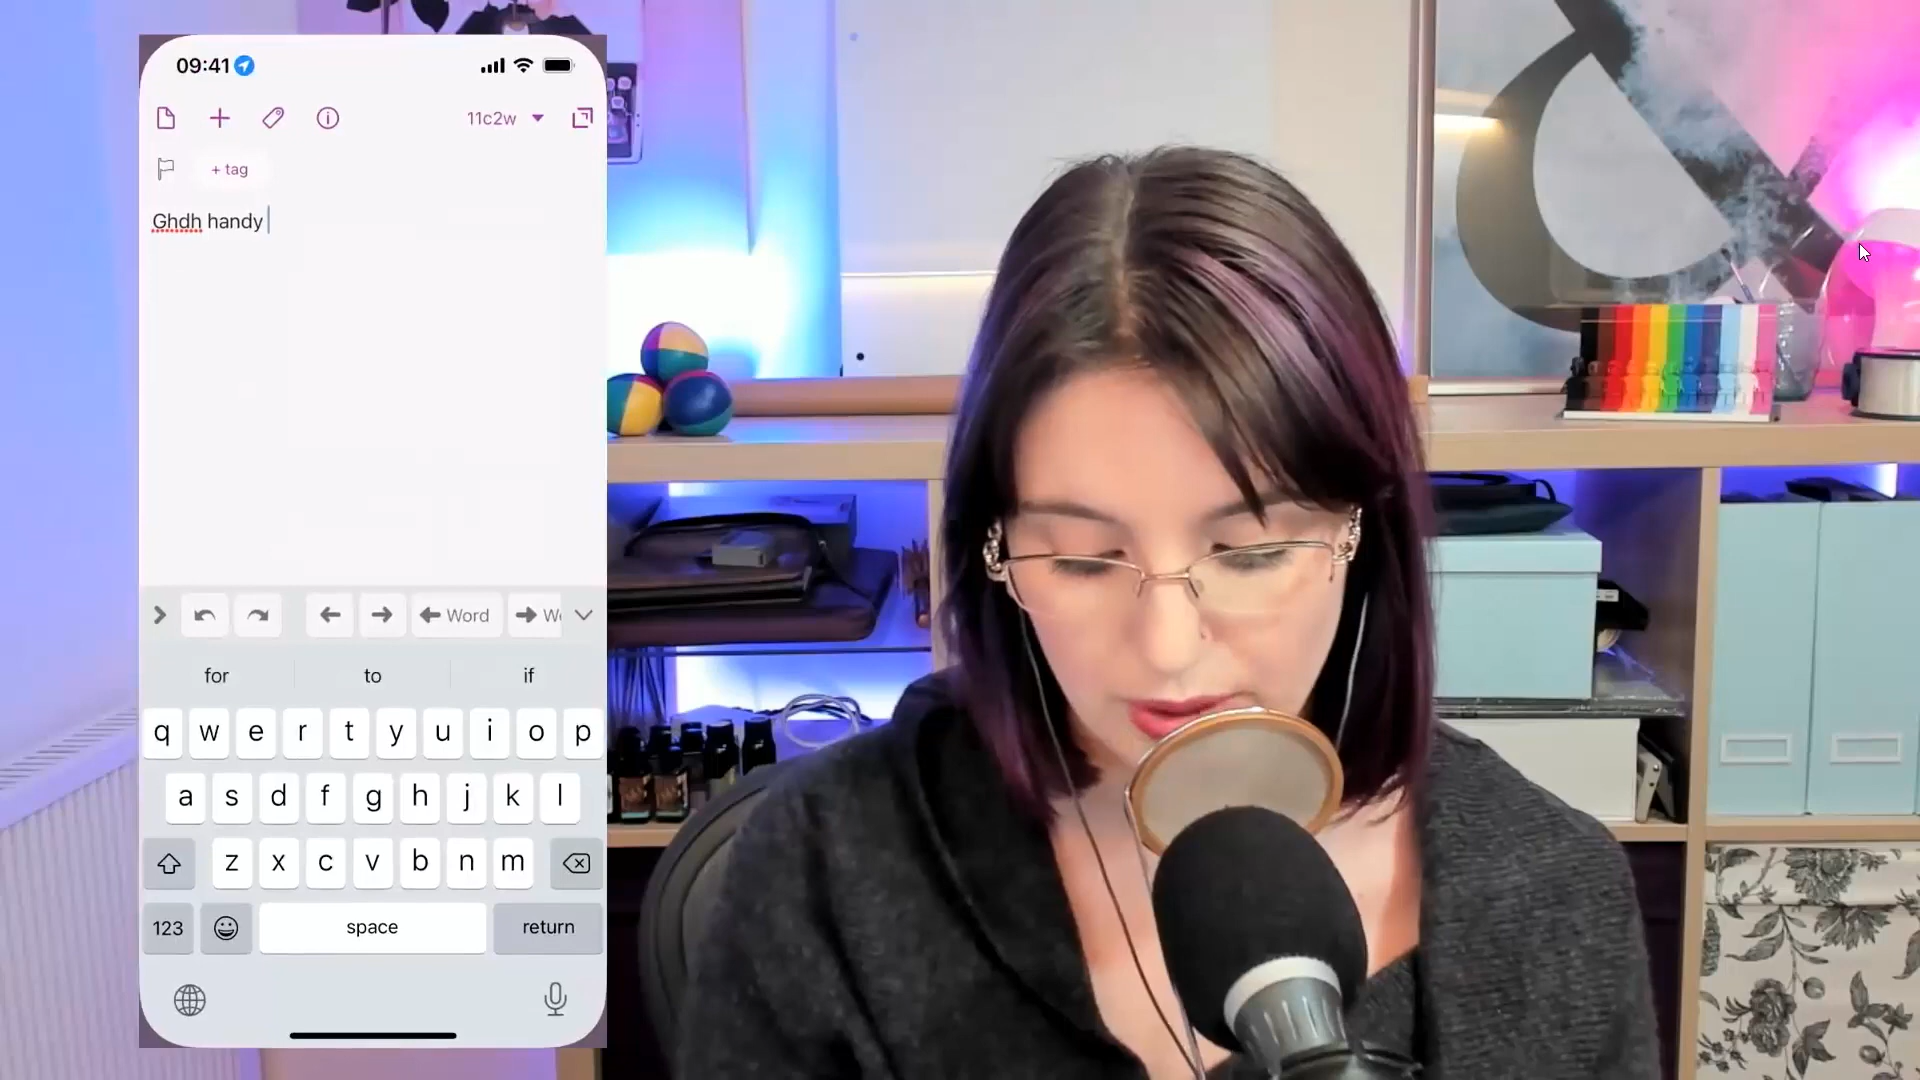 09:41
11c2w
+ tag
Ghdh handy
Word
W
for to if
q w e r t y u i o p
a s d f g h j k l
z x c v b n m
123 space return